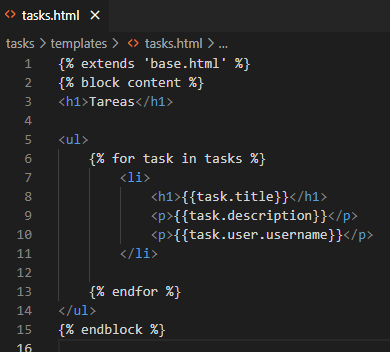 tasks.html ×
tasks > templates > tasks.html > ...
1 {% extends 'base.html' %}
2 {% block content %}
3 <h1>Tareas</h1>
4
5 <ul>
6 {% for task in tasks %}
7 <li>
8 <h1>{{task.title}}</h1>
9 <p>{{task.description}}</p>
10 <p>{{task.user.username}}</p>
11 </li>
12
13 {% endfor %}
14 </ul>
15 {% endblock %}
16